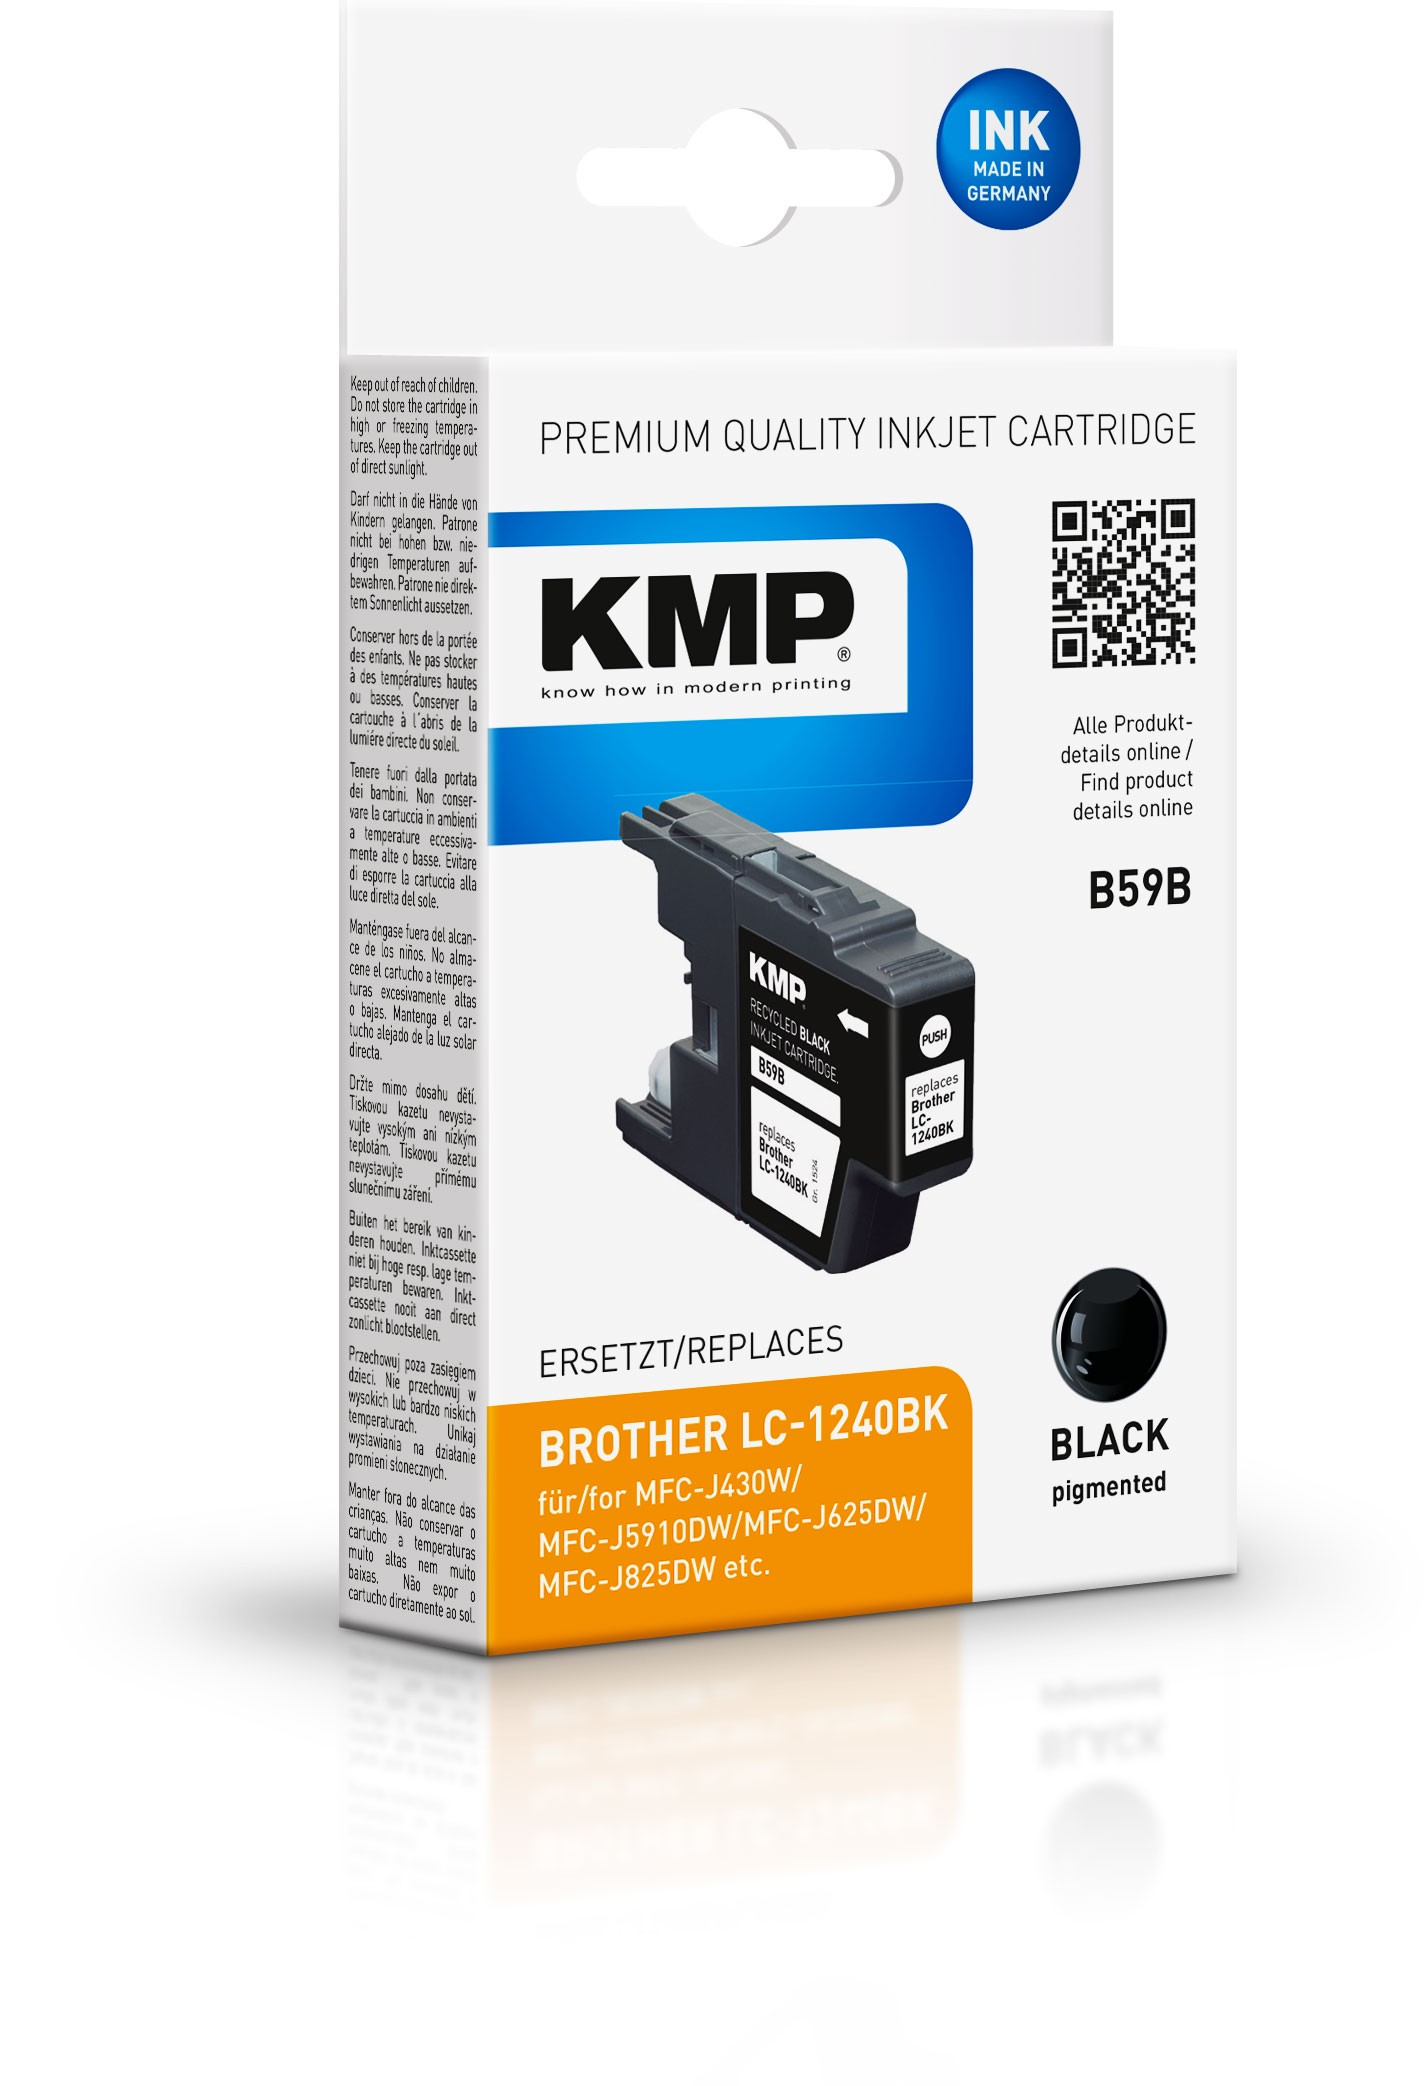 INK
MADE IN
GERMANY
PREMIUM QUALITY INKJET CARTRIDGE
KMP®
know how in modern printing
Alle Produkt-
details online /
Find product
details online
B59B
KMP
RECYCLED BLACK
INKJET CARTRIDGE.
B59B
replaces
Brother
LC-1240BK
Gr. 1524
PUSH
replaces
Brother
LC-
1240BK
ERSETZT/REPLACES
BROTHER LC-1240BK
für/for MFC-J430W/
MFC-J5910DW/MFC-J625DW/
MFC-J825DW etc.
BLACK
pigmented
Keep out of reach of children.
Do not store the cartridge in
high or freezing tempera-
tures. Keep the cartridge out
of direct sunlight.
Darf nicht in die Hände von
Kindern gelangen. Patrone
nicht bei hohen bzw. nie-
drigen Temperaturen auf-
bewahren. Patrone nie direk-
tem Sonnenlicht aussetzen.
Conserver hors de la portée
des enfants. Ne pas stocker
à des températures hautes
ou basses. Conserver la
cartouche à l´abris de la
lumiére directe du soleil.
Tenere fuori dalla portata
dei bambini. Non conser-
vare la cartuccia in ambienti
a temperature eccessiva-
mente alte o basse. Evitare
di esporre la cartuccia alla
luce diretta del sole.
Manténgase fuera del alcan-
ce de los niños. No alma-
cene el cartucho a tempera-
turas excesivamente altas
o bajas. Mantenga el car-
tucho alejado de la luz solar
directa.
Držte mimo dosahu dětí.
Tiskovou kazetu nevysta-
vujte vysokým ani nízkým
teplotám. Tiskovou kazetu
nevystavujte přímému
slunečnímu záření.
Buiten het bereik van kin-
deren houden. Inktcassette
niet bij hoge resp. lage tem-
peraturen bewaren. Inkt-
cassette nooit aan direct
zonlicht blootstellen.
Przechowuj poza zasięgiem
dzieci. Nie przechowuj w
wysokich lub bardzo niskich
temperaturach. Unikaj
wystawiania na działanie
promieni słonecznych.
Manter fora do alcance das
crianças. Não conservar o
cartucho a temperaturas
muito altas nem muito
baixas. Não expor o
cartucho diretamente ao sol.